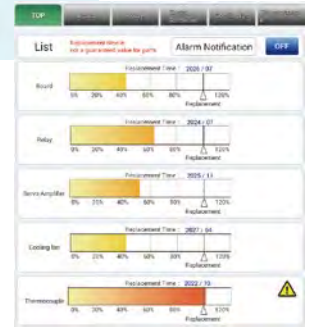 TOP
List
Replacement time is
not a guaranteed value for parts.
Alarm Notification
OFF
Replacement Time : 2026 / 07
Board
0% 20% 40% 60% 80% 120%
Replacement
Replacement Time : 2024 / 07
Relay
0% 20% 40% 60% 80% 120%
Replacement
Replacement Time : 2025 / 11
Servo Amplifier
0% 20% 40% 60% 80% 120%
Replacement
Replacement Time : 2027 / 04
Cooling fan
0% 20% 40% 60% 80% 120%
Replacement
Replacement Time : 2022 / 10
Thermocouple
0% 20% 40% 60% 80% 120%
Replacement